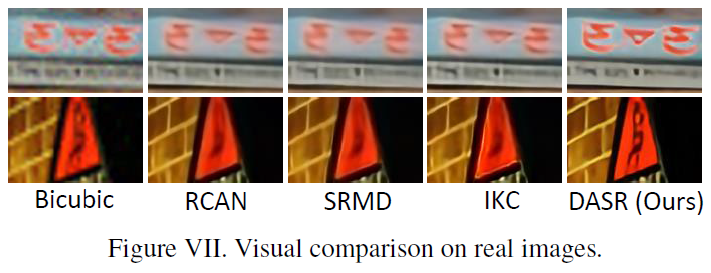 Bicubic RCAN SRMD IKC DASR (Ours)
Figure VII. Visual comparison on real images.